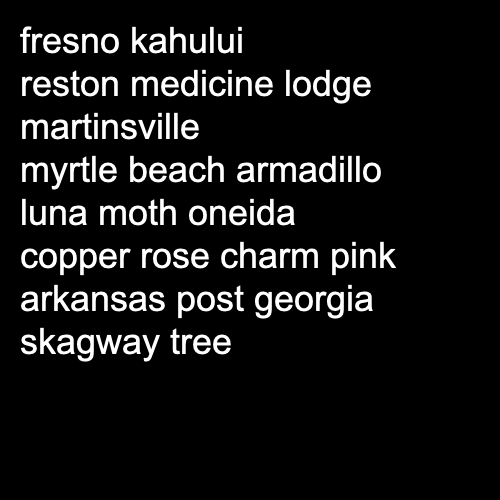 fresno kahului
reston medicine lodge
martinsville
myrtle beach armadillo
luna moth oneida
copper rose charm pink
arkansas post georgia
skagway tree